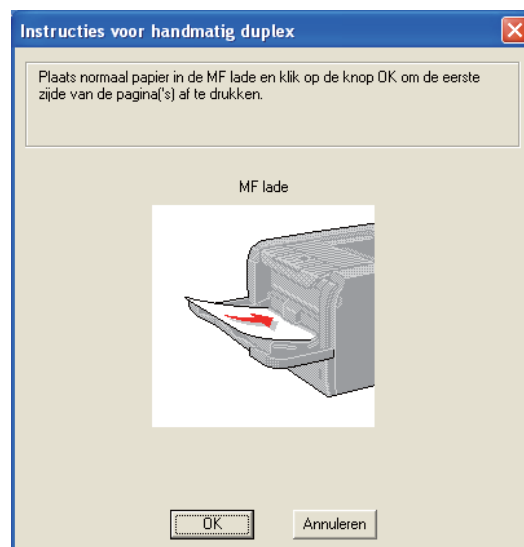 Instructies voor handmatig duplex
Plaats normaal papier in de MF lade en klik op de knop OK om de eerste
zijde van de pagina('s) af te drukken.
MF lade
OK
Annuleren